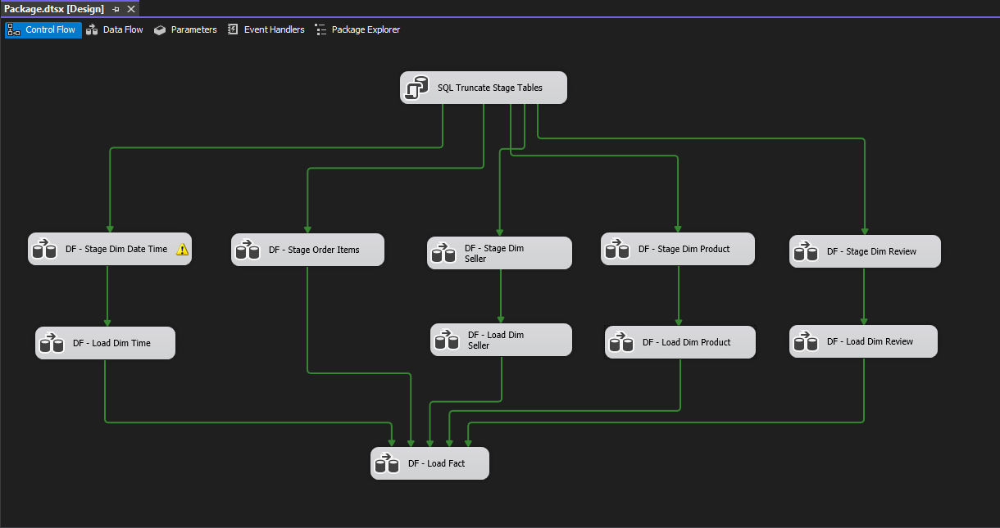 Package.dtsx [Design]
Control Flow Data Flow Parameters Event Handlers Package Explorer
SQL Truncate Stage Tables
DF - Stage Dim Date Time
DF - Stage Order Items
DF - Stage Dim
Seller
DF - Stage Dim Product
DF - Stage Dim Review
DF - Load Dim Time
DF - Load Dim
Seller
DF - Load Dim Product
DF - Load Dim Review
DF - Load Fact